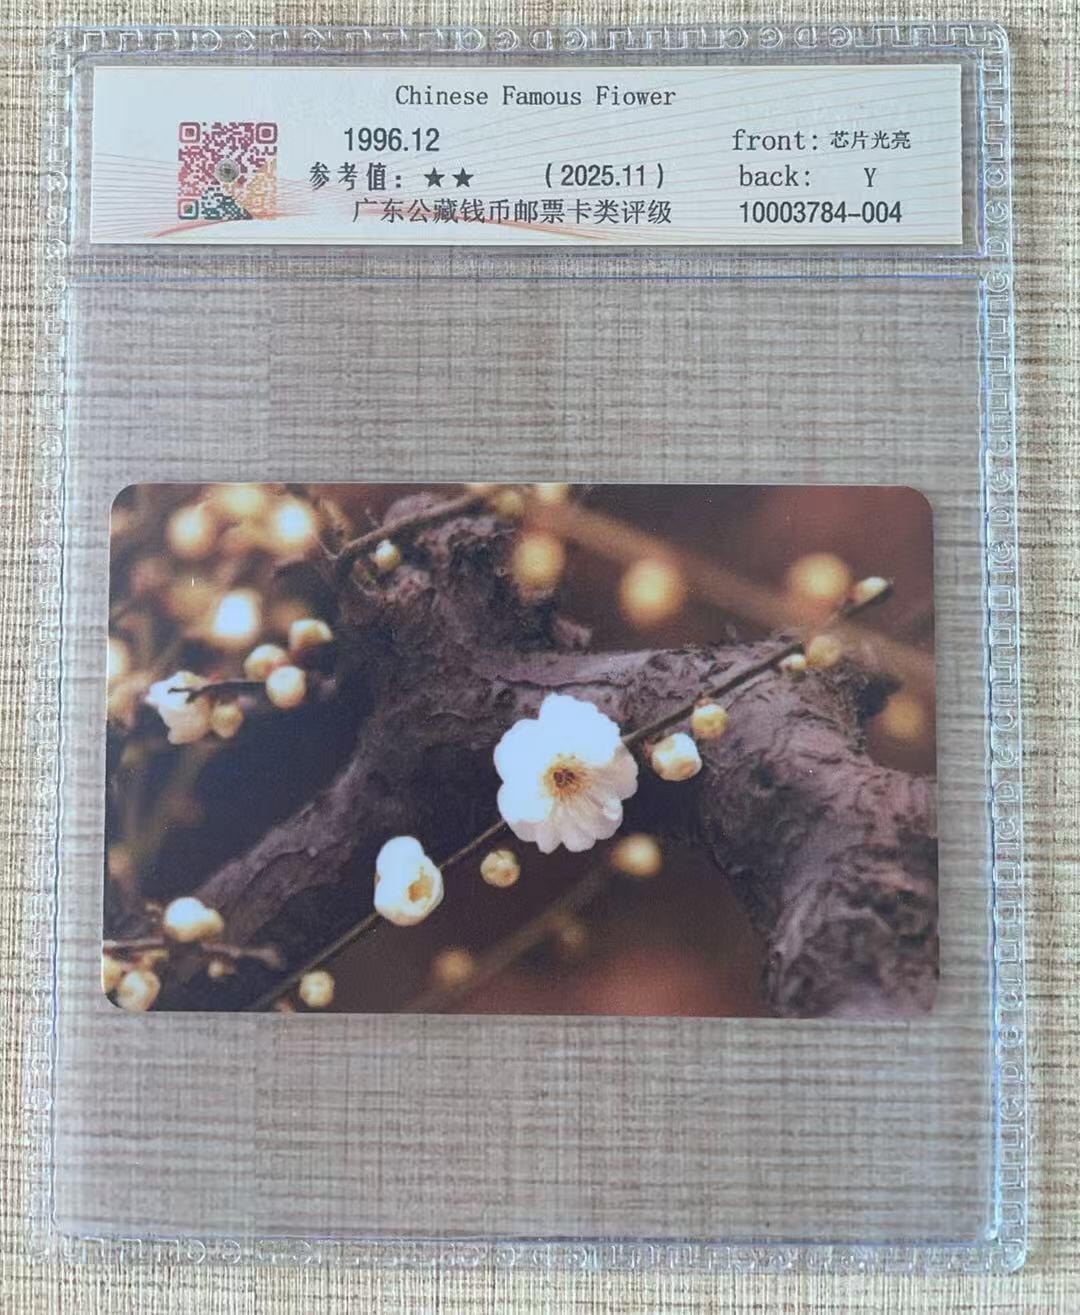 Chinese Famous Fiower
1996.12
front: 芯片光亮
参考值：★★ （2025.11）
back: Y
广东公藏钱币邮票卡类评级
10003784-004